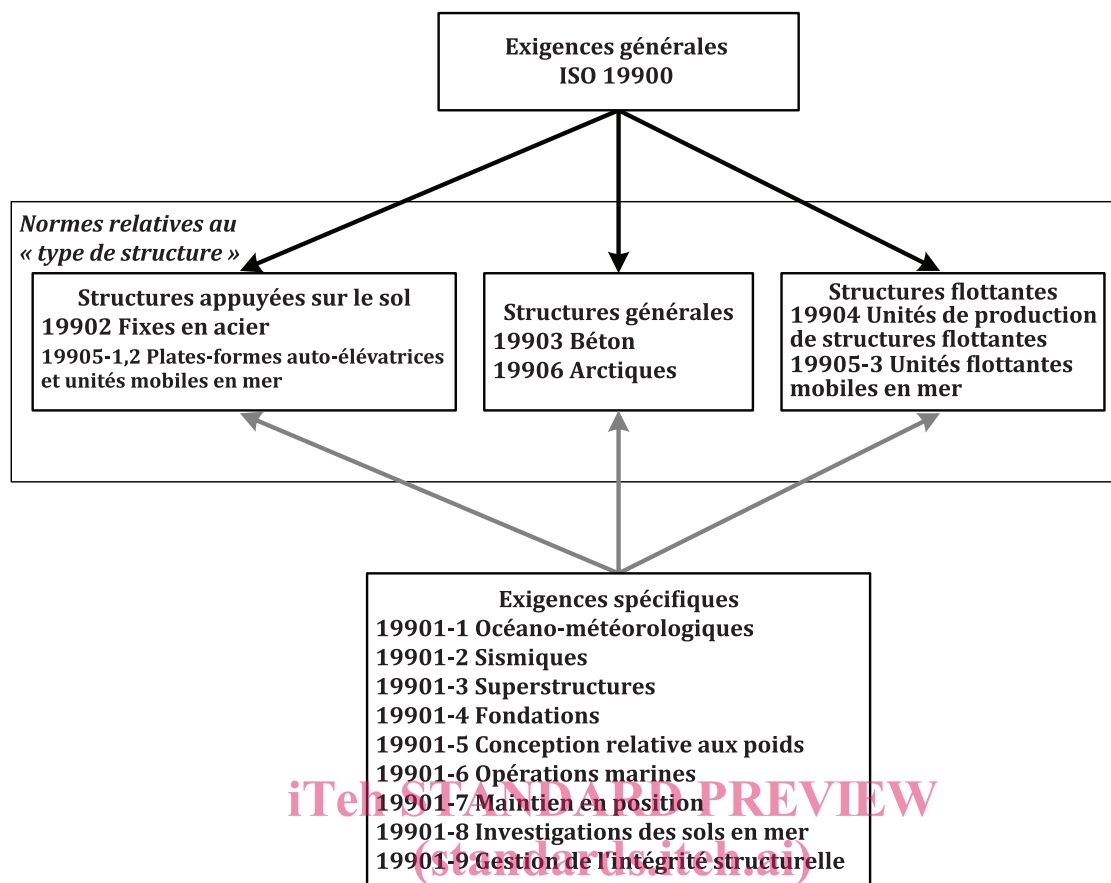 Exigences générales
ISO 19900
Normes relatives au
« type de structure »
Structures appuyées sur le sol
19902 Fixes en acier
19905-1,2 Plates-formes auto-élévatrices
et unités mobiles en mer
Structures générales
19903 Béton
19906 Arctiques
Structures flottantes
19904 Unités de production
de structures flottantes
19905-3 Unités flottantes
mobiles en mer
Exigences spécifiques
19901-1 Océano-météorologiques
19901-2 Sismiques
19901-3 Superstructures
19901-4 Fondations
19901-5 Conception relative aux poids
19901-6 Opérations marines
iTeh STANDARD PREVIEW
19901-7 Maintien en position
19901-8 Investigations des sols en mer
(standards.iteh.ai)
19901-9 Gestion de l'intégrité structurelle